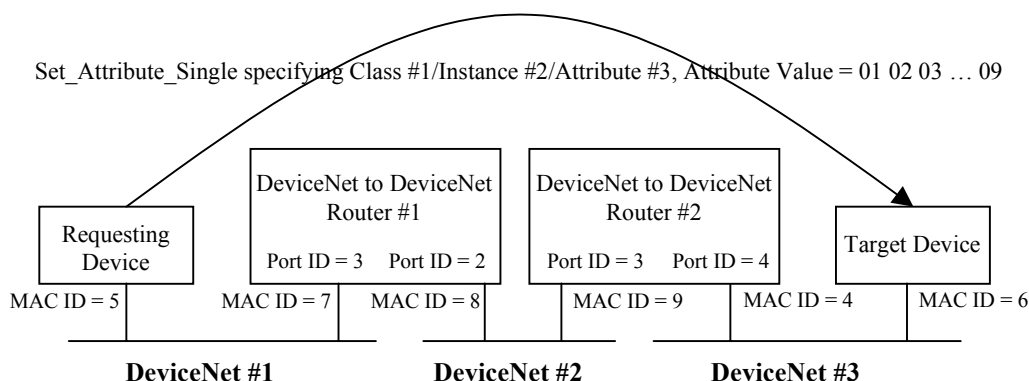 Set_Attribute_Single specifying Class #1/Instance #2/Attribute #3, Attribute Value = 01 02 03 … 09
DeviceNet to DeviceNet
Router #1
DeviceNet to DeviceNet
Router #2
Requesting
Device
Target Device
Port ID = 3
Port ID = 2
Port ID = 3
Port ID = 4
MAC ID = 5
MAC ID = 7
MAC ID = 8
MAC ID = 9
MAC ID = 4
MAC ID = 6
DeviceNet #1
DeviceNet #2
DeviceNet #3